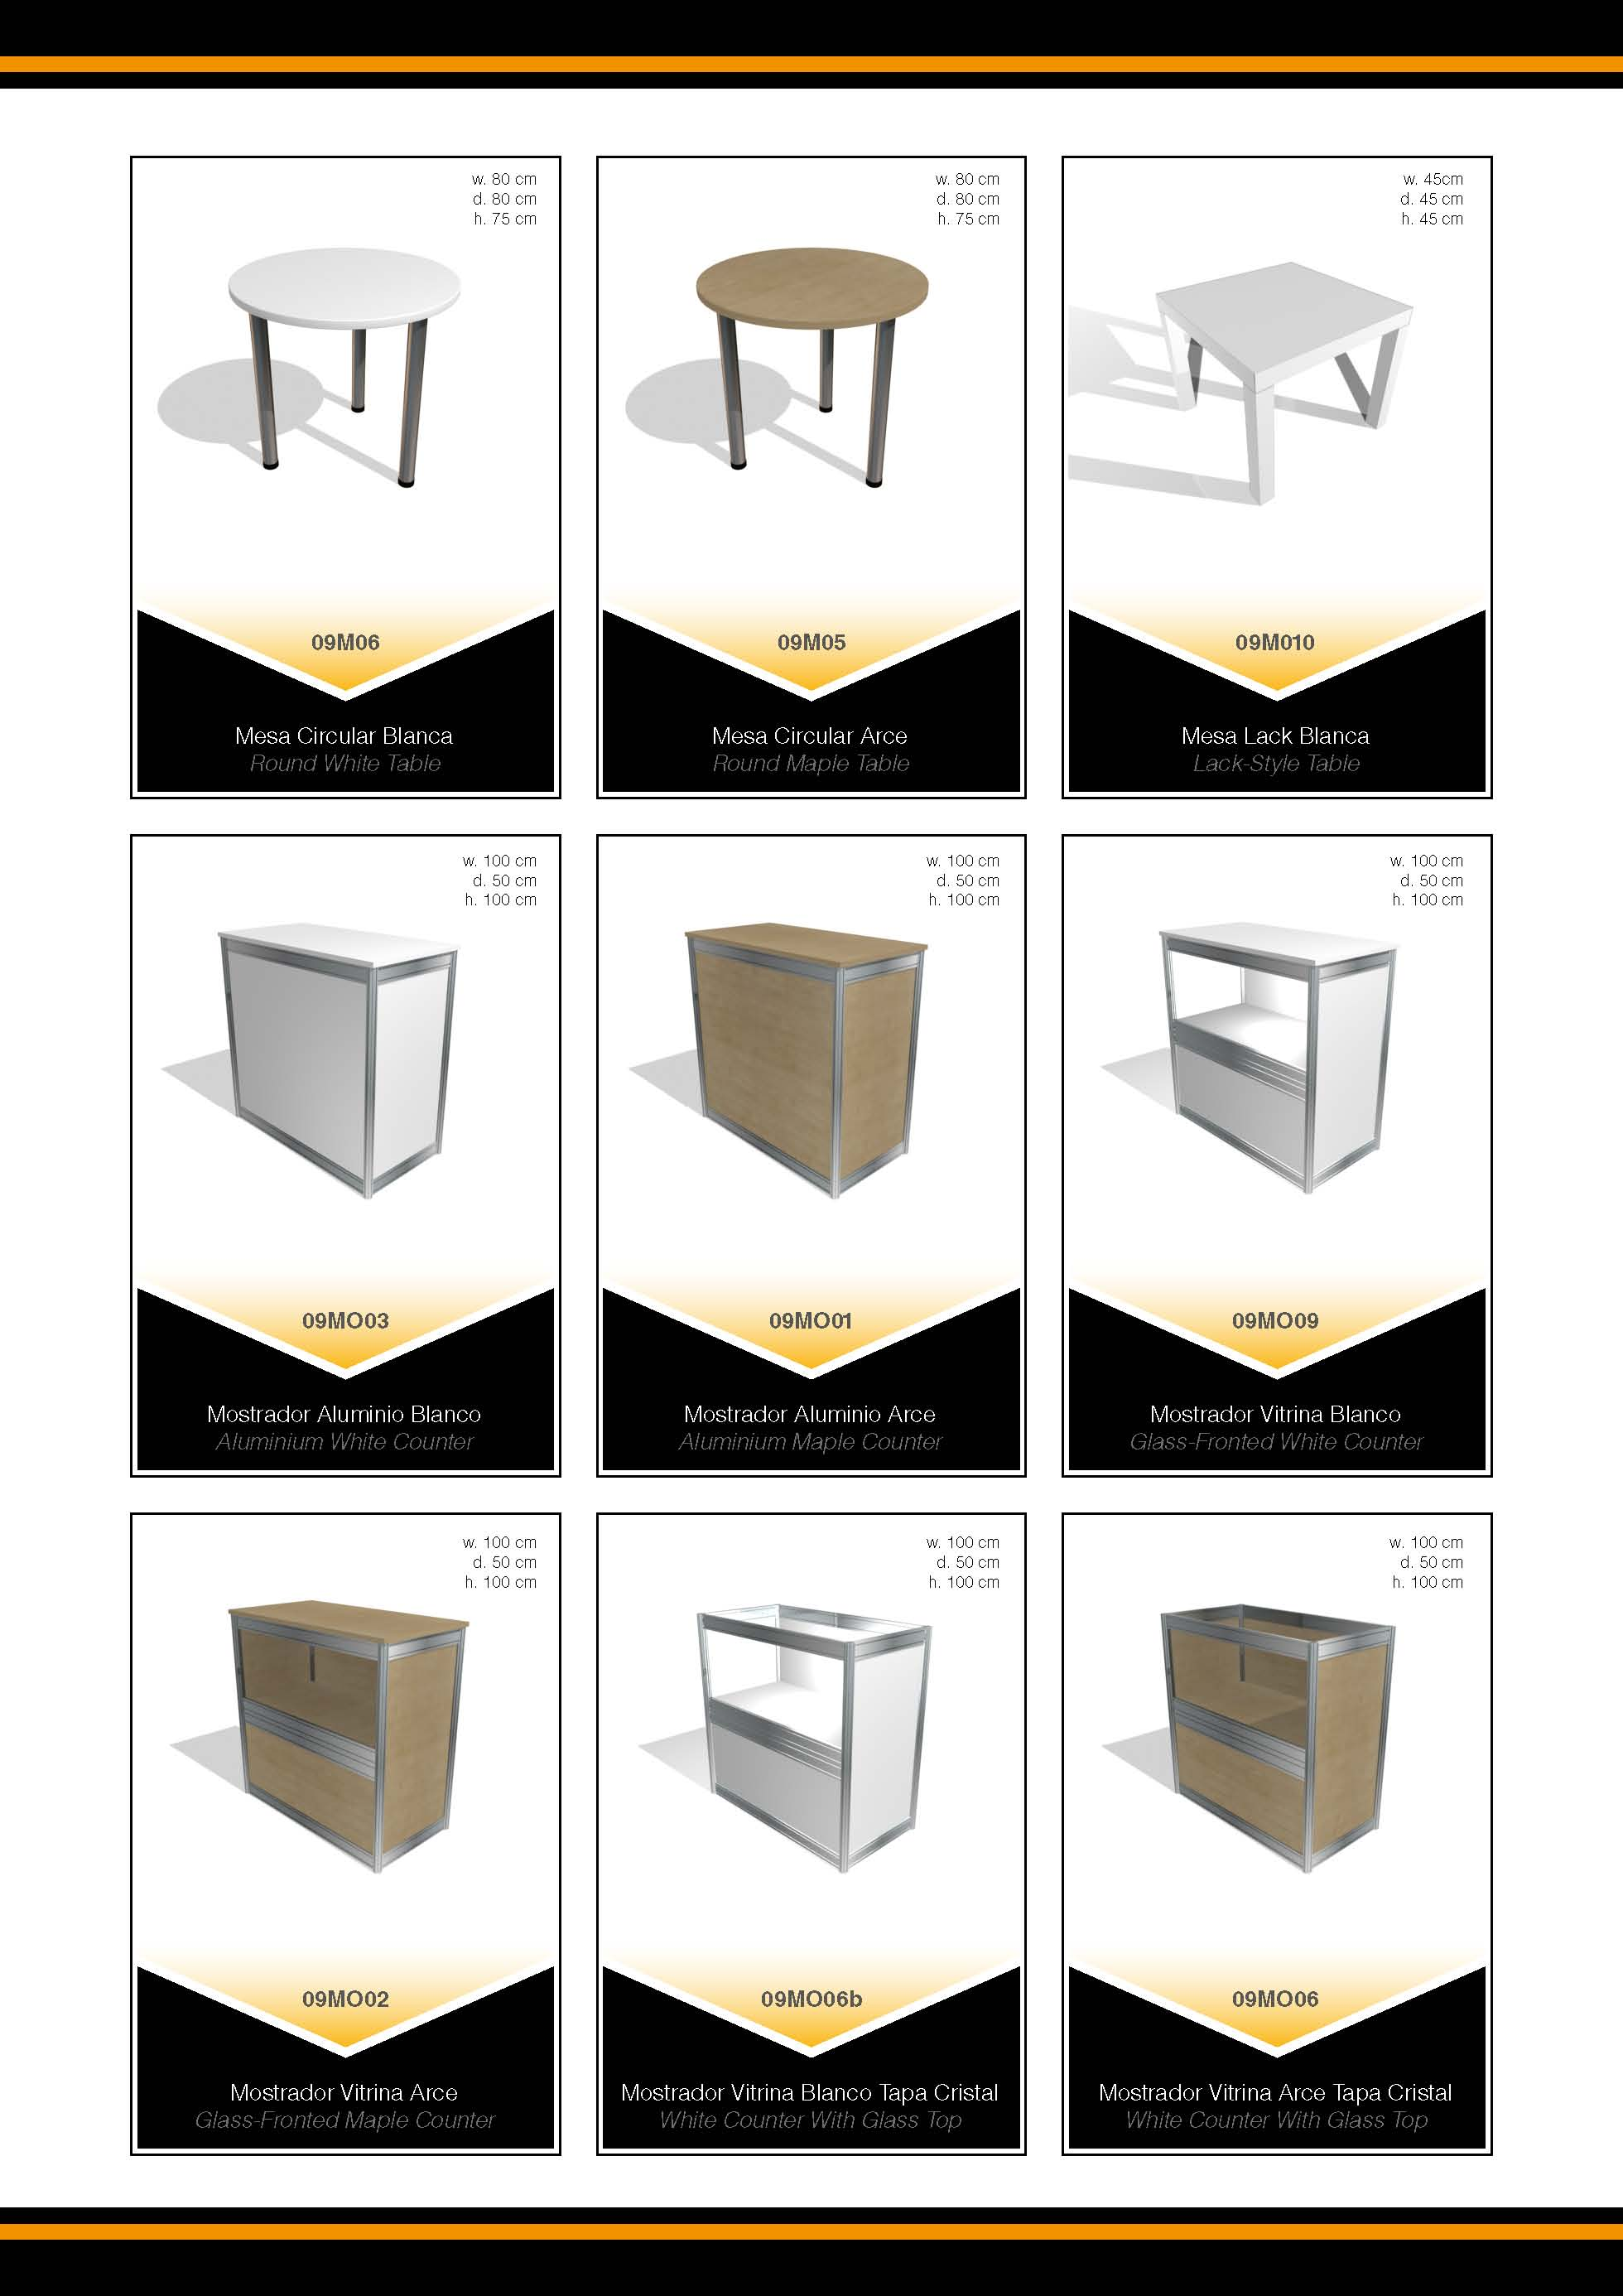 w. 80 cm
d. 80 cm
h. 75 cm
09M06
Mesa Circular Blanca
Round White Table
w. 80 cm
d. 80 cm
h. 75 cm
09M05
Mesa Circular Arce
Round Maple Table
w. 45cm
d. 45 cm
h. 45 cm
09M010
Mesa Lack Blanca
Lack-Style Table
w. 100 cm
d. 50 cm
h. 100 cm
09MO03
Mostrador Aluminio Blanco
Aluminium White Counter
w. 100 cm
d. 50 cm
h. 100 cm
09MO01
Mostrador Aluminio Arce
Aluminium Maple Counter
w. 100 cm
d. 50 cm
h. 100 cm
09MO09
Mostrador Vitrina Blanco
Glass-Fronted White Counter
w. 100 cm
d. 50 cm
h. 100 cm
09MO02
Mostrador Vitrina Arce
Glass-Fronted Maple Counter
w. 100 cm
d. 50 cm
h. 100 cm
09MO06b
Mostrador Vitrina Blanco Tapa Cristal
White Counter With Glass Top
w. 100 cm
d. 50 cm
h. 100 cm
09MO06
Mostrador Vitrina Arce Tapa Cristal
White Counter With Glass Top